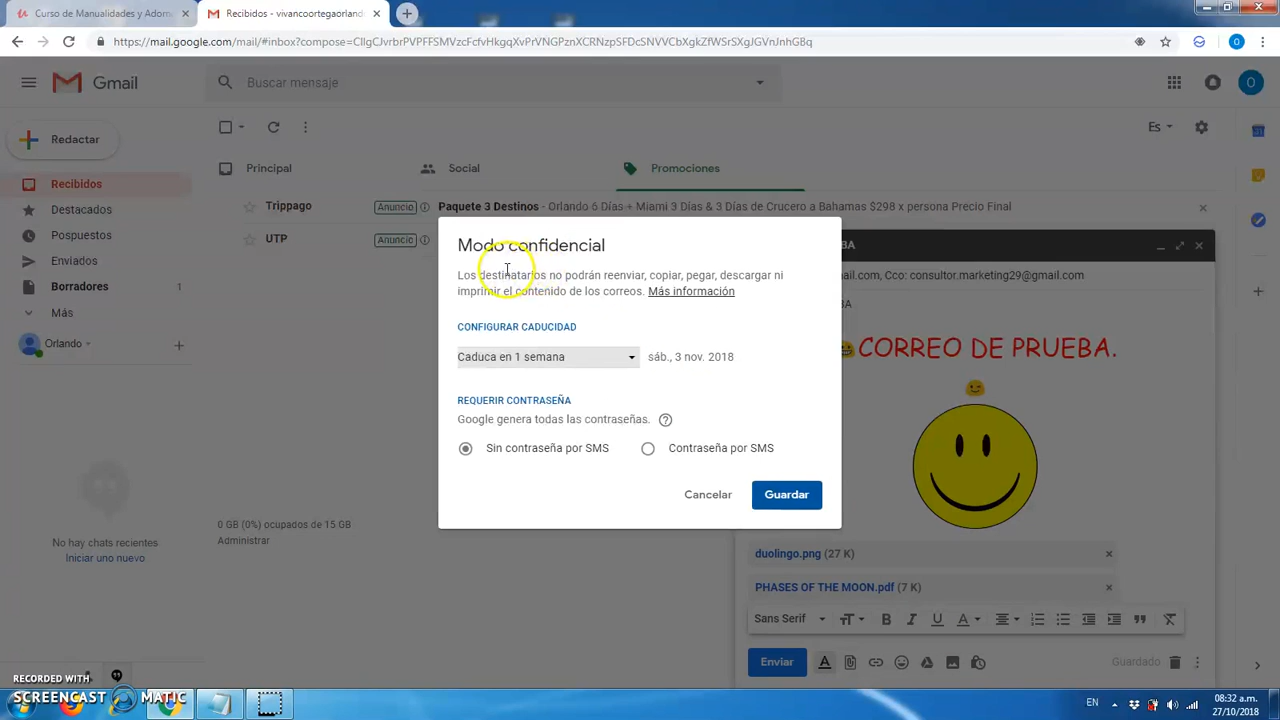 Curso de Manualidades y Adorn
Recibidos - vivancoortegaorland
https://mail.google.com/mail/#inbox?compose=
Gmail
Buscar mensaje
Redactar
Es
Principal
Social
Promociones
Recibidos
Trippago
Anuncio
Paquete 3 Destinos - Orlando 6 Días + Miami 3 Días & 3 Días de Crucero a Bahamas $298 x persona Precio Final
Destacados
Pospuestos
UTP
Anuncio
Enviados
Borradores
1
Más
Orlando
Modo confidencial
Los destinatarios no podrán reenviar, copiar, pegar, descargar ni
imprimir el contenido de los correos. Más información
CONFIGURAR CADUCIDAD
Caduca en 1 semana
sáb., 3 nov. 2018
REQUERIR CONTRASEÑA
Google genera todas las contraseñas.
Sin contraseña por SMS
Contraseña por SMS
Cancelar
Guardar
BA
ail.com, Cco: consultor.marketing29@gmail.com
BA
CORREO DE PRUEBA.
duolingo.png (27 K)
PHASES OF THE MOON.pdf (7 K)
Sans Serif
Enviar
Guardado
0 GB (0%) ocupados de 15 GB
Administrar
No hay chats recientes
Iniciar uno nuevo
RECORDED WITH
SCREENCAST MATIC
EN
08:32 a.m.
27/10/2018